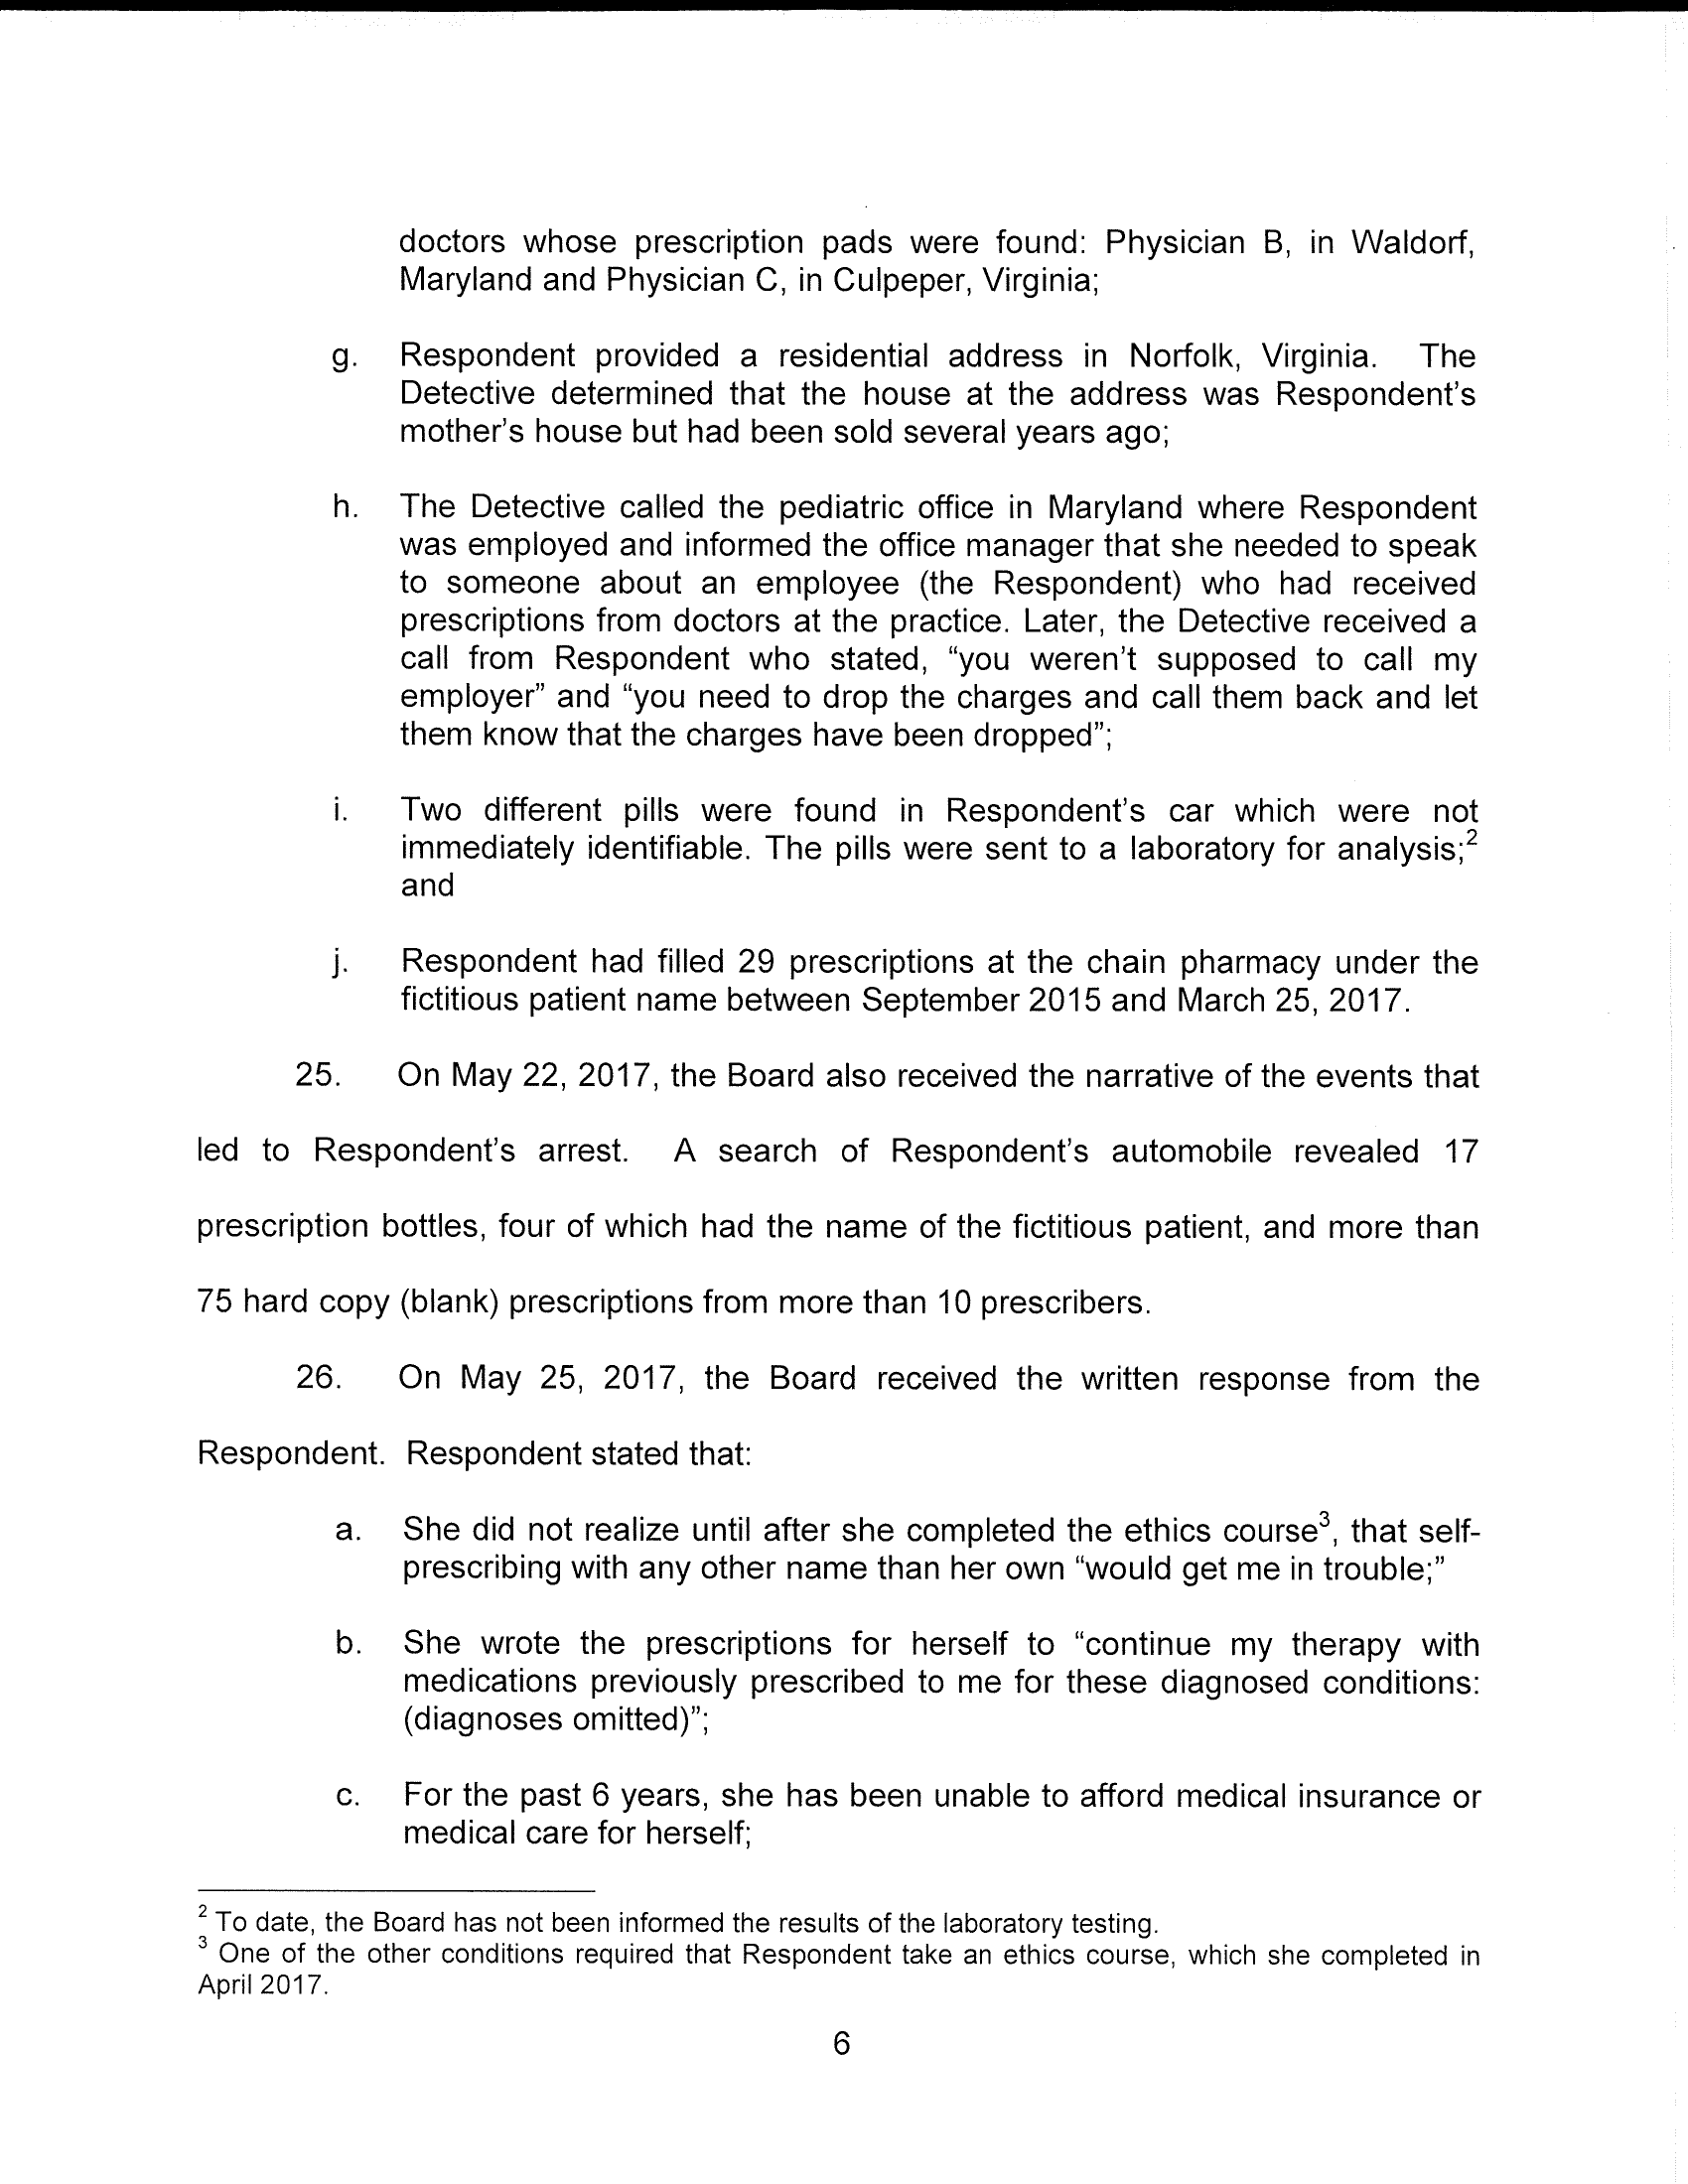 doctors whose prescription pads were found: Physician B, in Waldorf,
Maryland and Physician C, in Culpeper, Virginia;
g. Respondent provided a residential address in Norfolk, Virginia. The
Detective determined that the house at the address was Respondent's
mother's house but had been sold several years ago;
h. The Detective called the pediatric office in Maryland where Respondent
was employed and informed the office manager that she needed to speak
to someone about an employee (the Respondent) who had received
prescriptions from doctors at the practice. Later, the Detective received a
call from Respondent who stated, “you weren't supposed to call my
employer” and “you need to drop the charges and call them back and let
them know that the charges have been dropped”;
i. Two different pills were found in Respondent's car which were not
immediately identifiable. The pills were sent to a laboratory for analysis;²
and
j. Respondent had filled 29 prescriptions at the chain pharmacy under the
fictitious patient name between September 2015 and March 25, 2017.
25. On May 22, 2017, the Board also received the narrative of the events that
led to Respondent's arrest. A search of Respondent's automobile revealed 17
prescription bottles, four of which had the name of the fictitious patient, and more than
75 hard copy (blank) prescriptions from more than 10 prescribers.
26. On May 25, 2017, the Board received the written response from the
Respondent. Respondent stated that:
a. She did not realize until after she completed the ethics course³, that self-
prescribing with any other name than her own “would get me in trouble;”
b. She wrote the prescriptions for herself to “continue my therapy with
medications previously prescribed to me for these diagnosed conditions:
(diagnoses omitted)”;
c. For the past 6 years, she has been unable to afford medical insurance or
medical care for herself;
² To date, the Board has not been informed the results of the laboratory testing.
³ One of the other conditions required that Respondent take an ethics course, which she completed in
April 2017.
6